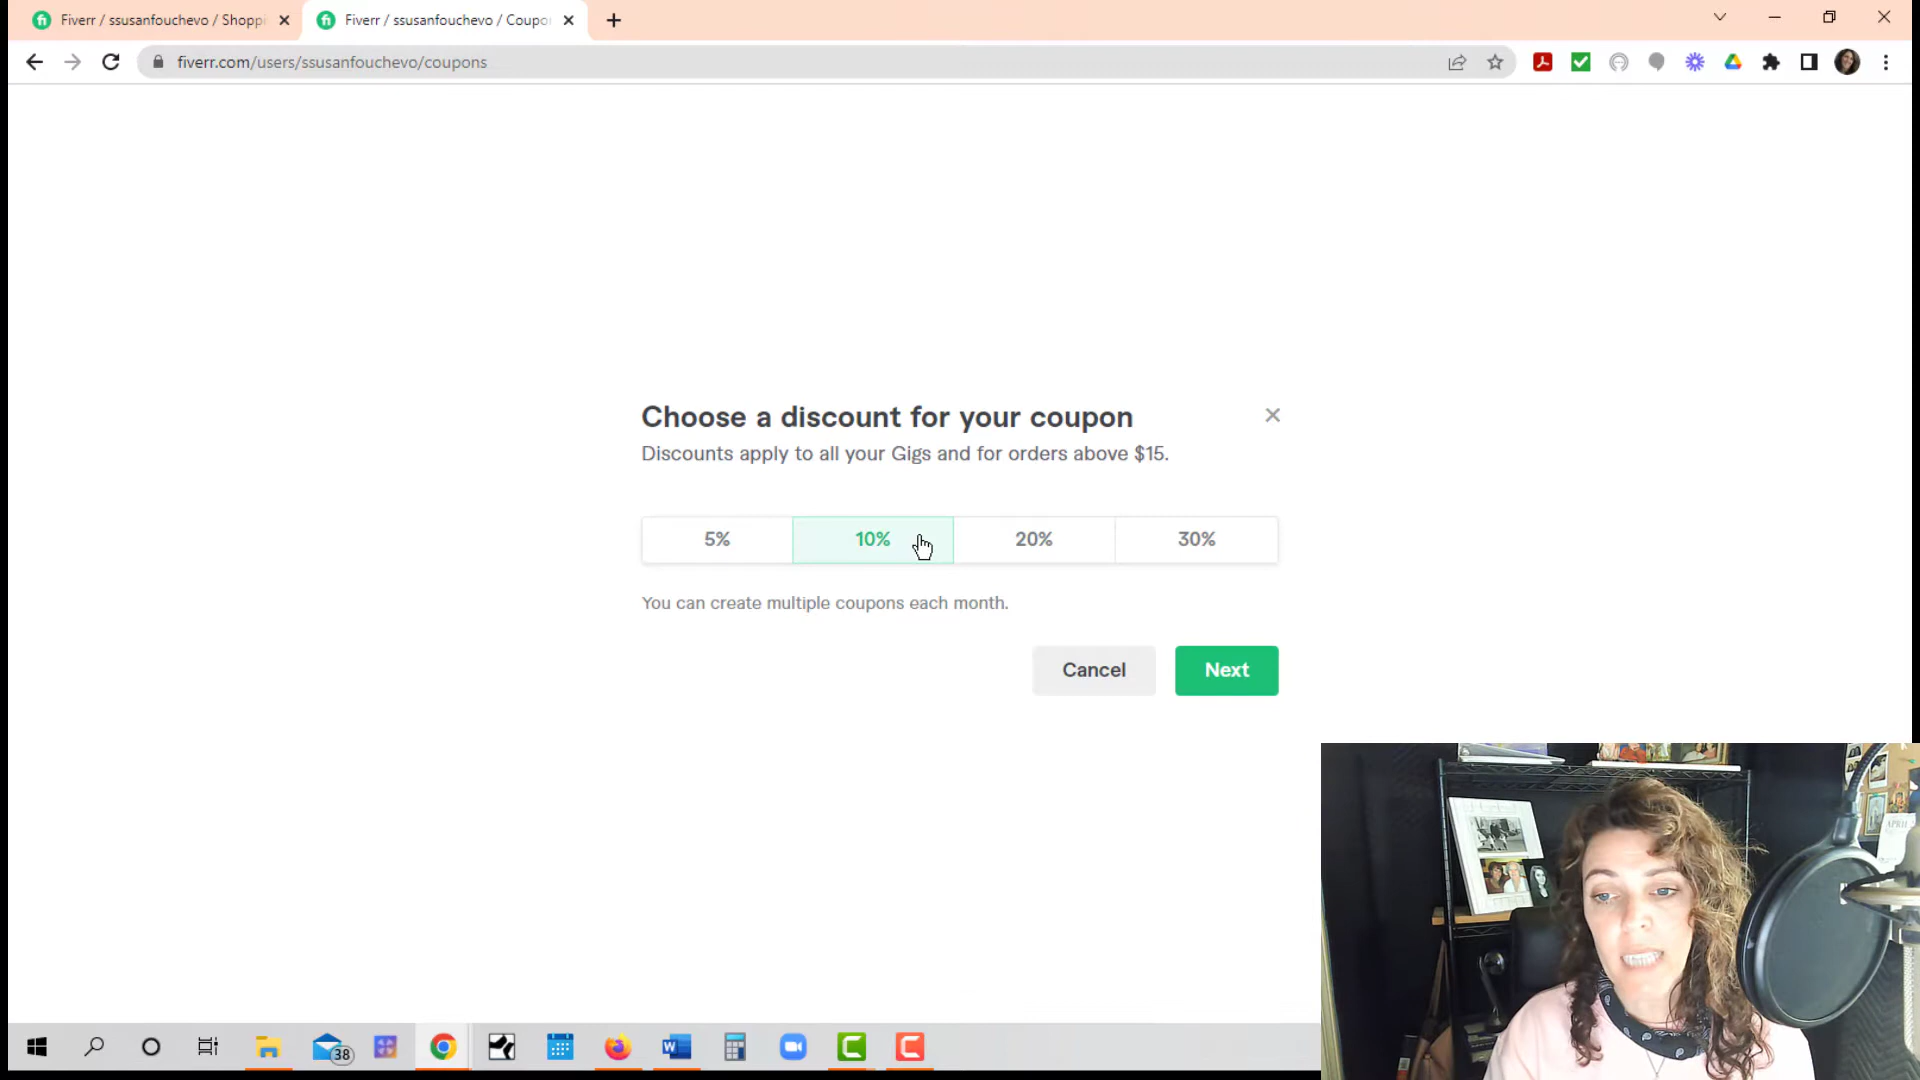 Fiverr / ssusanfouchevo / Shoppi
Fiverr / ssusanfouchevo / Coupo
fiverr.com/users/ssusanfouchevo/coupons
Choose a discount for your coupon
Discounts apply to all your Gigs and for orders above $15.
5% 10% 20% 30%
You can create multiple coupons each month.
Cancel Next
APRIL
38